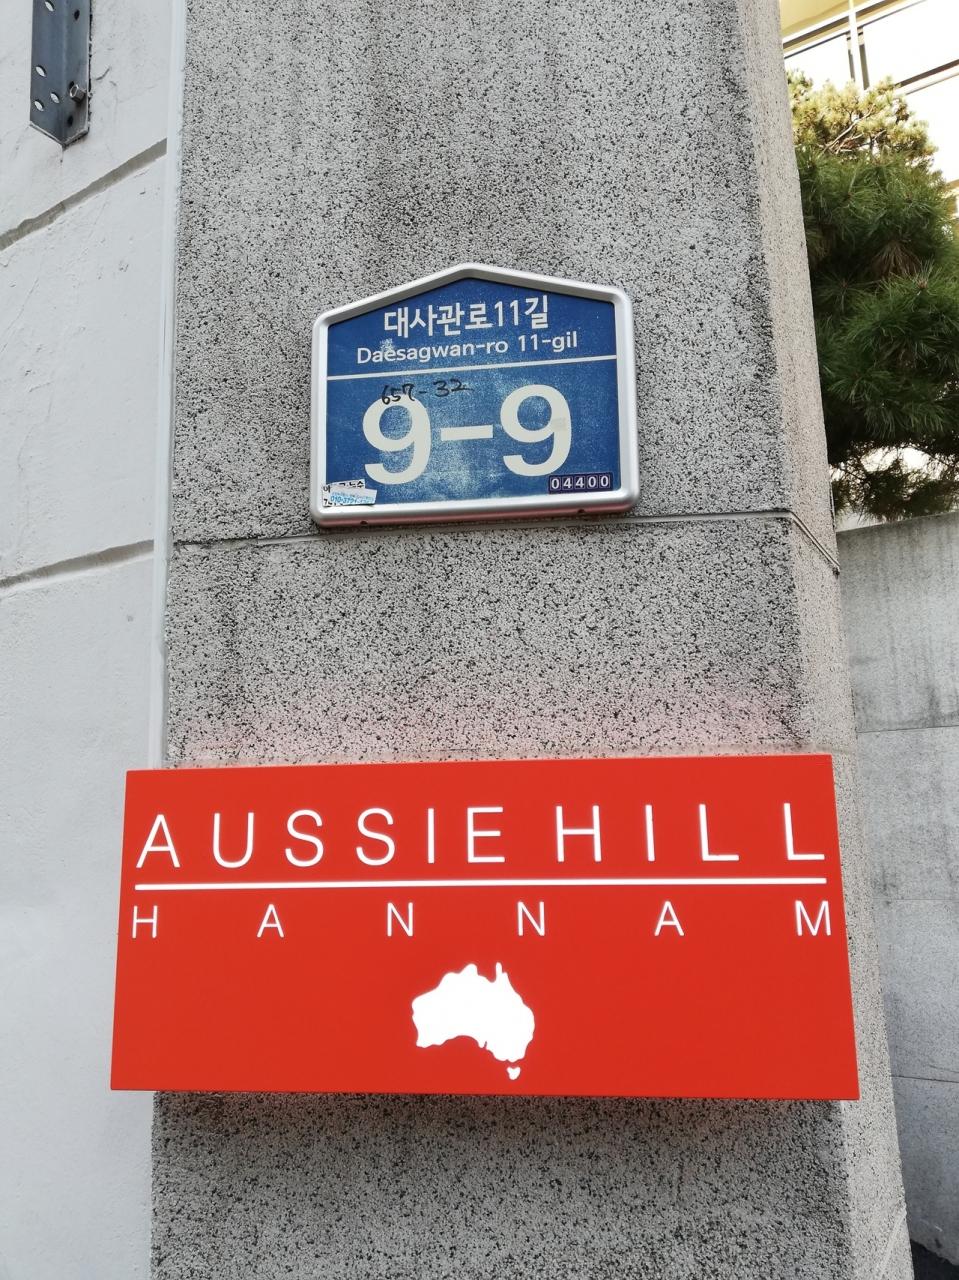 대사관로11길
Daesagwan-ro 11-gil
657-32
9-9
04400
AUSSIE HILL
HANNAM